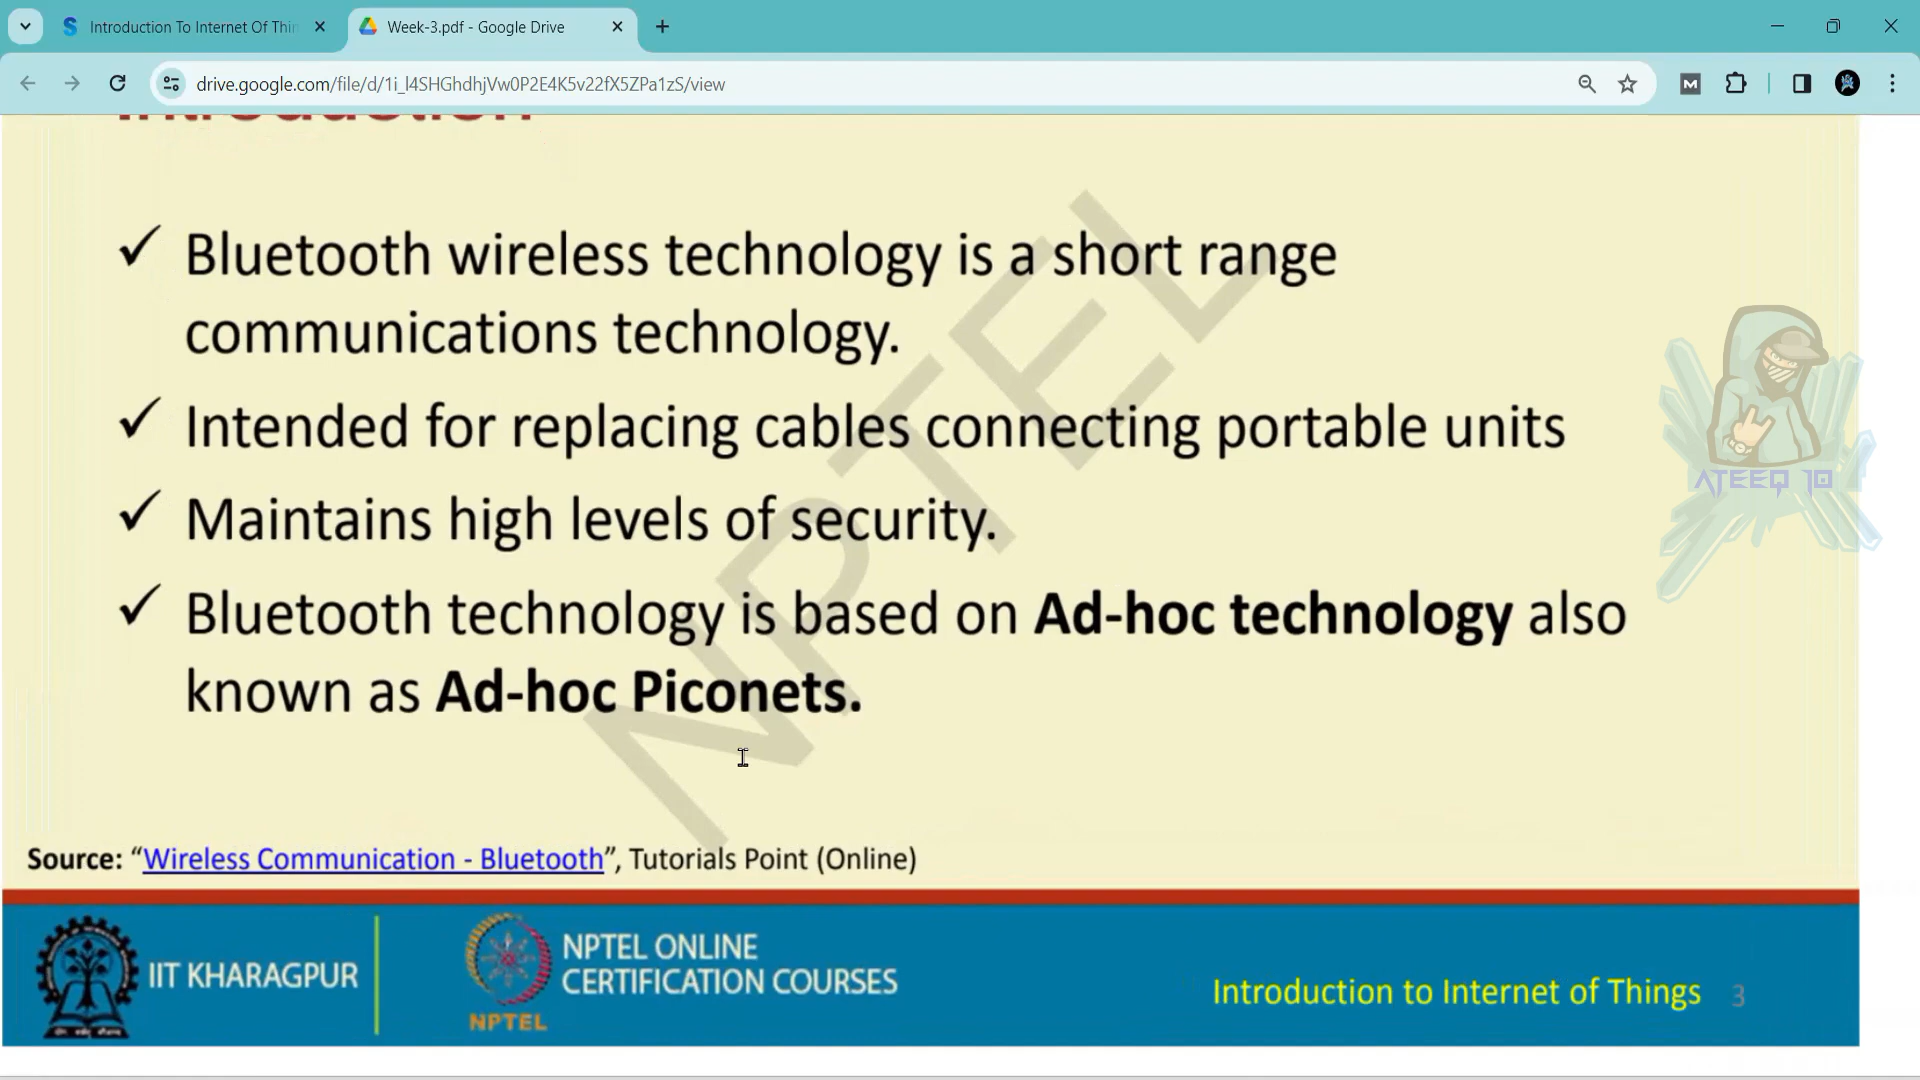 Introduction To Internet Of Thin
Week-3.pdf - Google Drive
drive.google.com/file/d/1i_l4SHGhdhjVw0P2E4K5v22fX5ZPa1zS/view
M
Introduction
✓ Bluetooth wireless technology is a short range
communications technology.
✓ Intended for replacing cables connecting portable units
✓ Maintains high levels of security.
✓ Bluetooth technology is based on Ad-hoc technology also
known as Ad-hoc Piconets.
NPTEL
ATEEQ 10
Source: “Wireless Communication - Bluetooth”, Tutorials Point (Online)
IIT KHARAGPUR
NPTEL
NPTEL ONLINE
CERTIFICATION COURSES
Introduction to Internet of Things 3